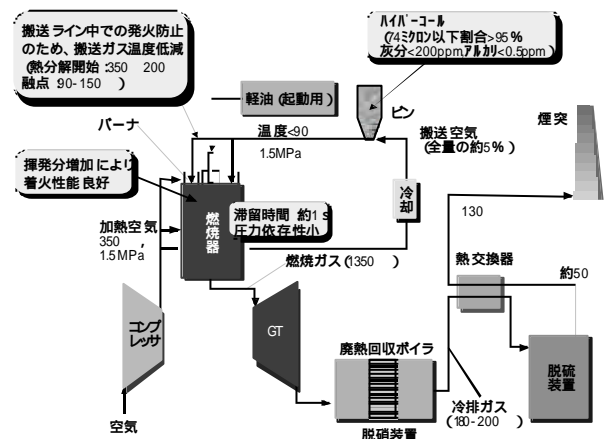 搬送ライン中での発火防止
のため、搬送ガス温度低減
(熱分解開始:350　200
融点:90-150　)
ハイパーコール
(74ミクロン以下割合>95%
灰分<200ppm,アルカリ<0.5ppm)
軽油(起動用)
ビン
煙突
バーナ
温度<90
1.5MPa
搬送空気
(全量の約5%)
揮発分増加により
着火性能良好
冷却
130
滞留時間 約1s
圧力依存性小
燃焼器
加熱空気
350
1.5MPa,
熱交換器
燃焼ガス(1350　)
約50
コンプ
レッサ
GT
廃熱回収ボイラ
脱硫
装置
冷排ガス
(180-200　)
空気
脱硝装置